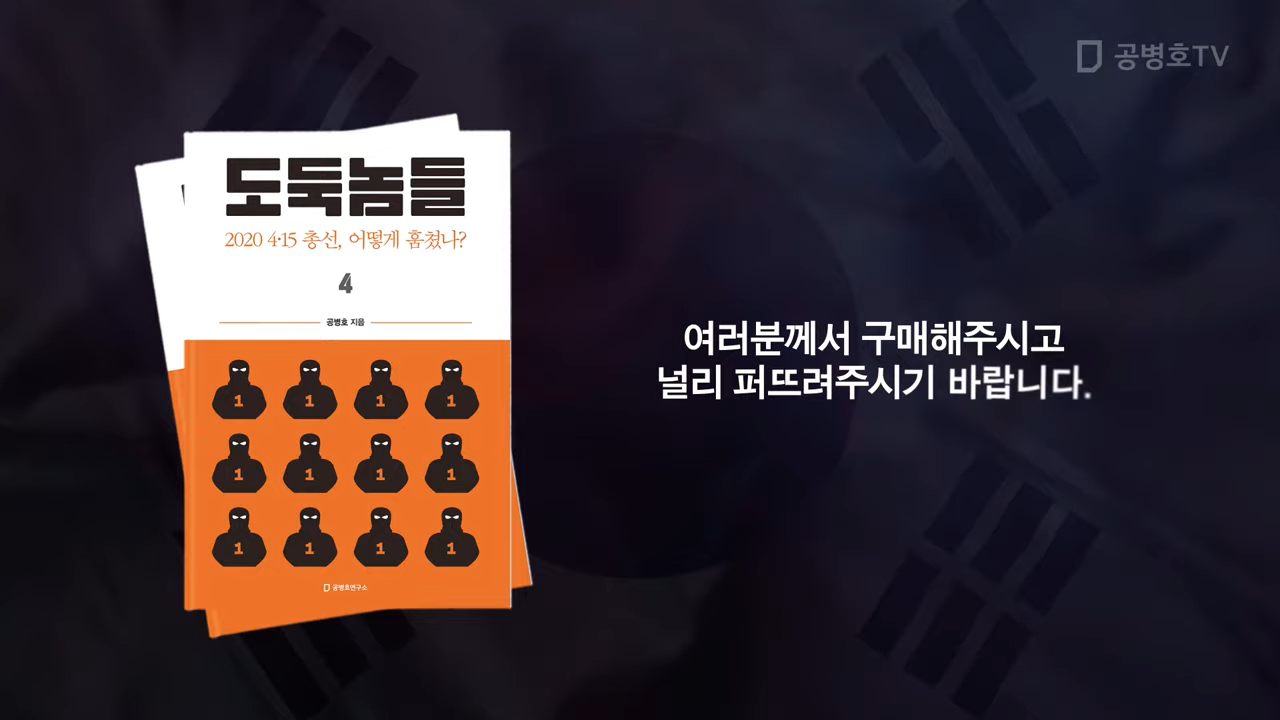 공병호TV
도둑놈들
2020 4·15 총선, 어떻게 훔쳤나?
4
공병호 지음
1 1 1 1
1 1 1 1
1 1 1 1
공병호연구소
여러분께서 구매해주시고
널리 퍼뜨려주시기 바랍니다.